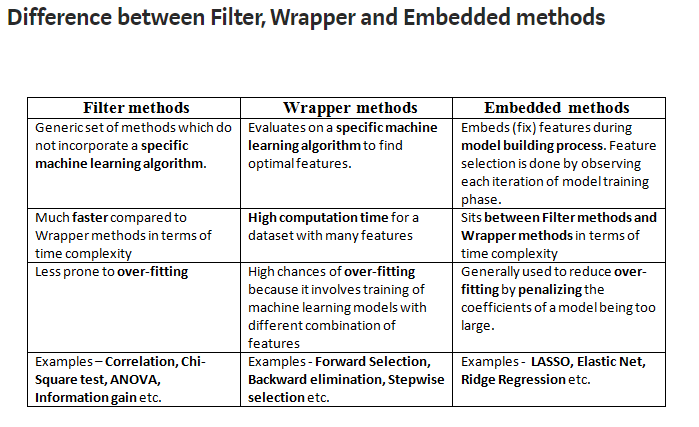 Difference between Filter, Wrapper and Embedded methods
Filter methods
Wrapper methods
Embedded methods
Generic set of methods which do
not incorporate a specific
machine learning algorithm.
Evaluates on a specific machine
learning algorithm to find
optimal features.
Embeds (fix) features during
model building process. Feature
selection is done by observing
each iteration of model training
phase.
Much faster compared to
Wrapper methods in terms of
time complexity
High computation time for a
dataset with many features
Sits between Filter methods and
Wrapper methods in terms of
time complexity
Less prone to over-fitting
High chances of over-fitting
because it involves training of
machine learning models with
different combination of
features
Generally used to reduce over-
fitting by penalizing the
coefficients of a model being too
large.
Examples – Correlation, Chi-
Square test, ANOVA,
Information gain etc.
Examples - Forward Selection,
Backward elimination, Stepwise
selection etc.
Examples - LASSO, Elastic Net,
Ridge Regression etc.